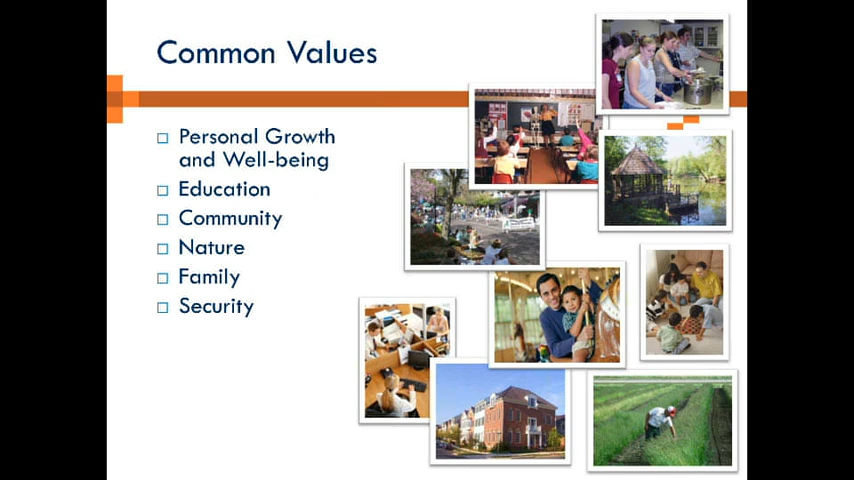 Common Values
Personal Growth
and Well-being
Education
Community
Nature
Family
Security